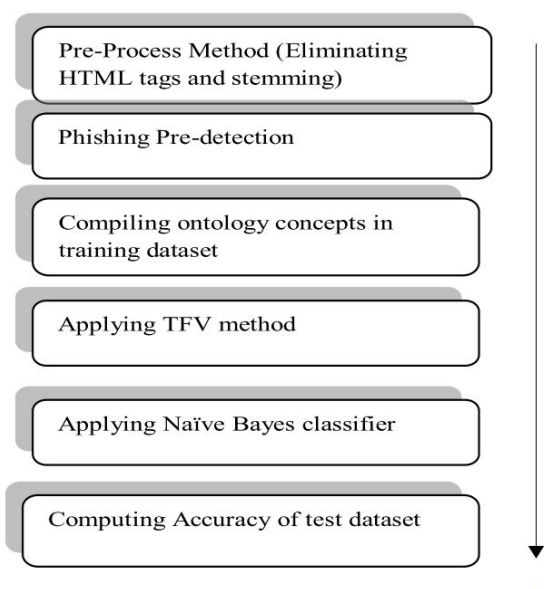 Pre-Process Method (Eliminating
HTML tags and stemming)
Phishing Pre-detection
Compiling ontology concepts in
training dataset
Applying TFV method
Applying Naïve Bayes classifier
Computing Accuracy of test dataset